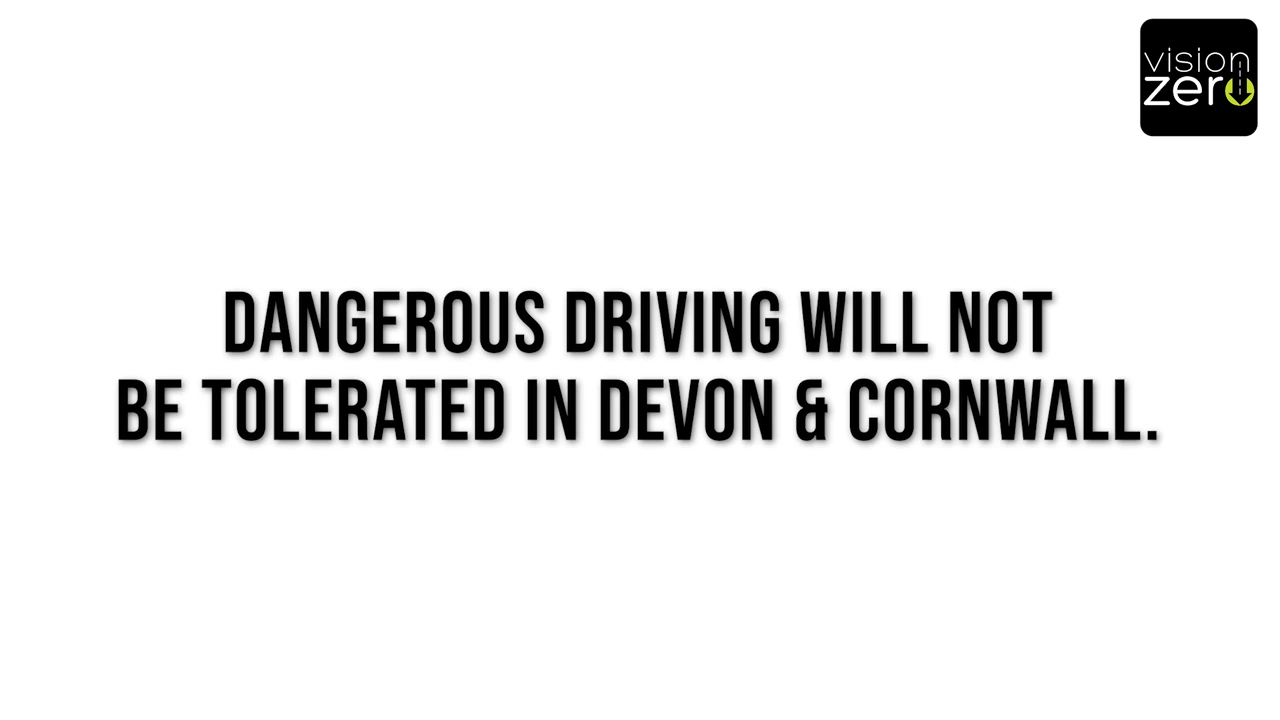 vision
zero
DANGEROUS DRIVING WILL NOT
BE TOLERATED IN DEVON & CORNWALL.